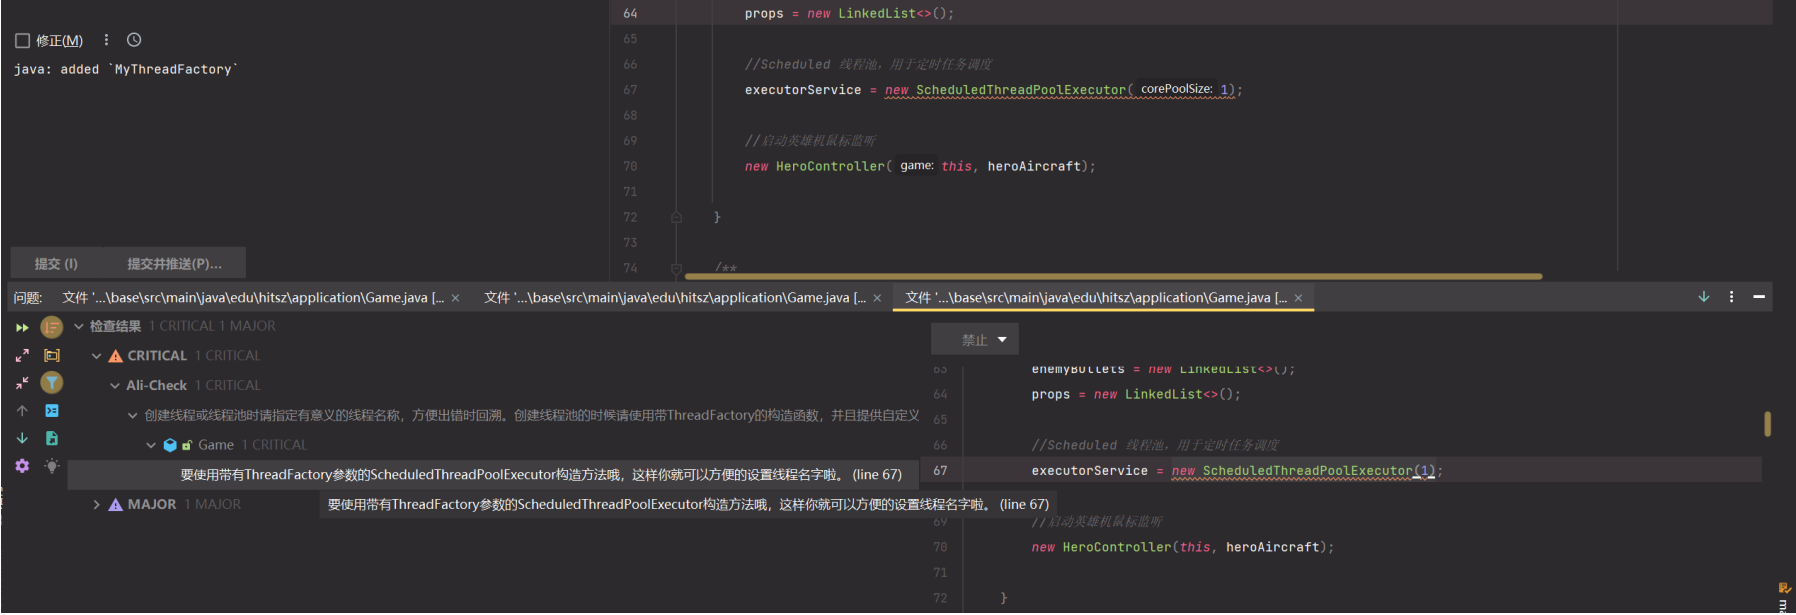 修正(M)
java: added `MyThreadFactory`
提交 (I) 提交并推送(P)...
64 props = new LinkedList<>();
65
66 //Scheduled 线程池，用于定时任务调度
67 executorService = new ScheduledThreadPoolExecutor( corePoolSize: 1);
68
69 //启动英雄机鼠标监听
70 new HeroController( game: this, heroAircraft);
71
72 }
73
74 /**
问题: 文件 '...\base\src\main\java\edu\hitsz\application\Game.java [... × 文件 '...\base\src\main\java\edu\hitsz\application\Game.java [... × 文件 '...\base\src\main\java\edu\hitsz\application\Game.java [... ×
检查结果 1 CRITICAL 1 MAJOR
CRITICAL 1 CRITICAL
Ali-Check 1 CRITICAL
创建线程或线程池时请指定有意义的线程名称，方便出错时回溯。创建线程池的时候请使用带ThreadFactory的构造函数，并且提供自定义
Game 1 CRITICAL
要使用带有ThreadFactory参数的ScheduledThreadPoolExecutor构造方法哦，这样你就可以方便的设置线程名字啦。 (line 67)
MAJOR 1 MAJOR
要使用带有ThreadFactory参数的ScheduledThreadPoolExecutor构造方法哦，这样你就可以方便的设置线程名字啦。 (line 67)
禁止
63 enemyBullets = new LinkedList<>();
64 props = new LinkedList<>();
65
66 //Scheduled 线程池，用于定时任务调度
67 executorService = new ScheduledThreadPoolExecutor(1);
69 //启动英雄机鼠标监听
70 new HeroController(this, heroAircraft);
71
72 }